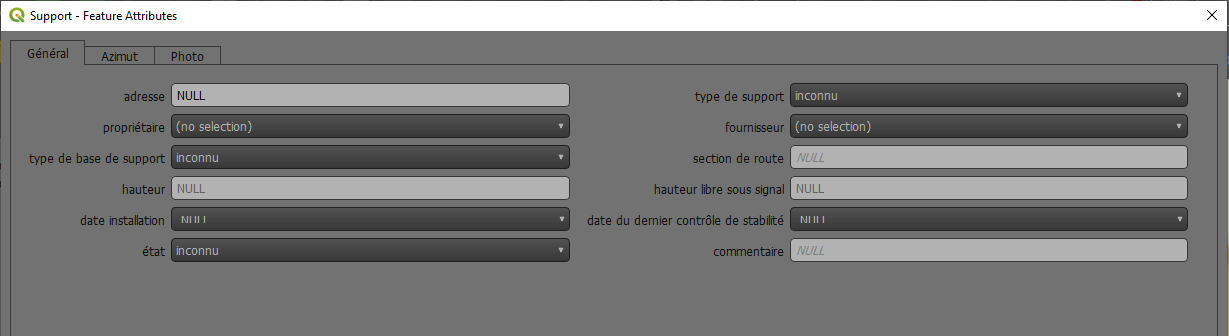 Support - Feature Attributes
Général Azimut Photo
adresse NULL type de support inconnu
propriétaire (no selection) fournisseur (no selection)
type de base de support inconnu section de route NULL
hauteur NULL hauteur libre sous signal NULL
date installation NULL date du dernier contrôle de stabilité NULL
état inconnu commentaire NULL